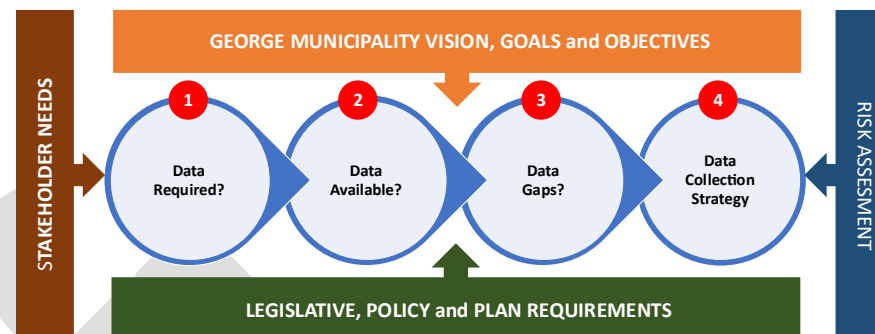 GEORGE MUNICIPALITY VISION, GOALS and OBJECTIVES
STAKEHOLDER NEEDS
1
Data
Required?
2
Data
Available?
3
Data
Gaps?
4
Data
Collection
Strategy
RISK ASSESMENT
LEGISLATIVE, POLICY and PLAN REQUIREMENTS